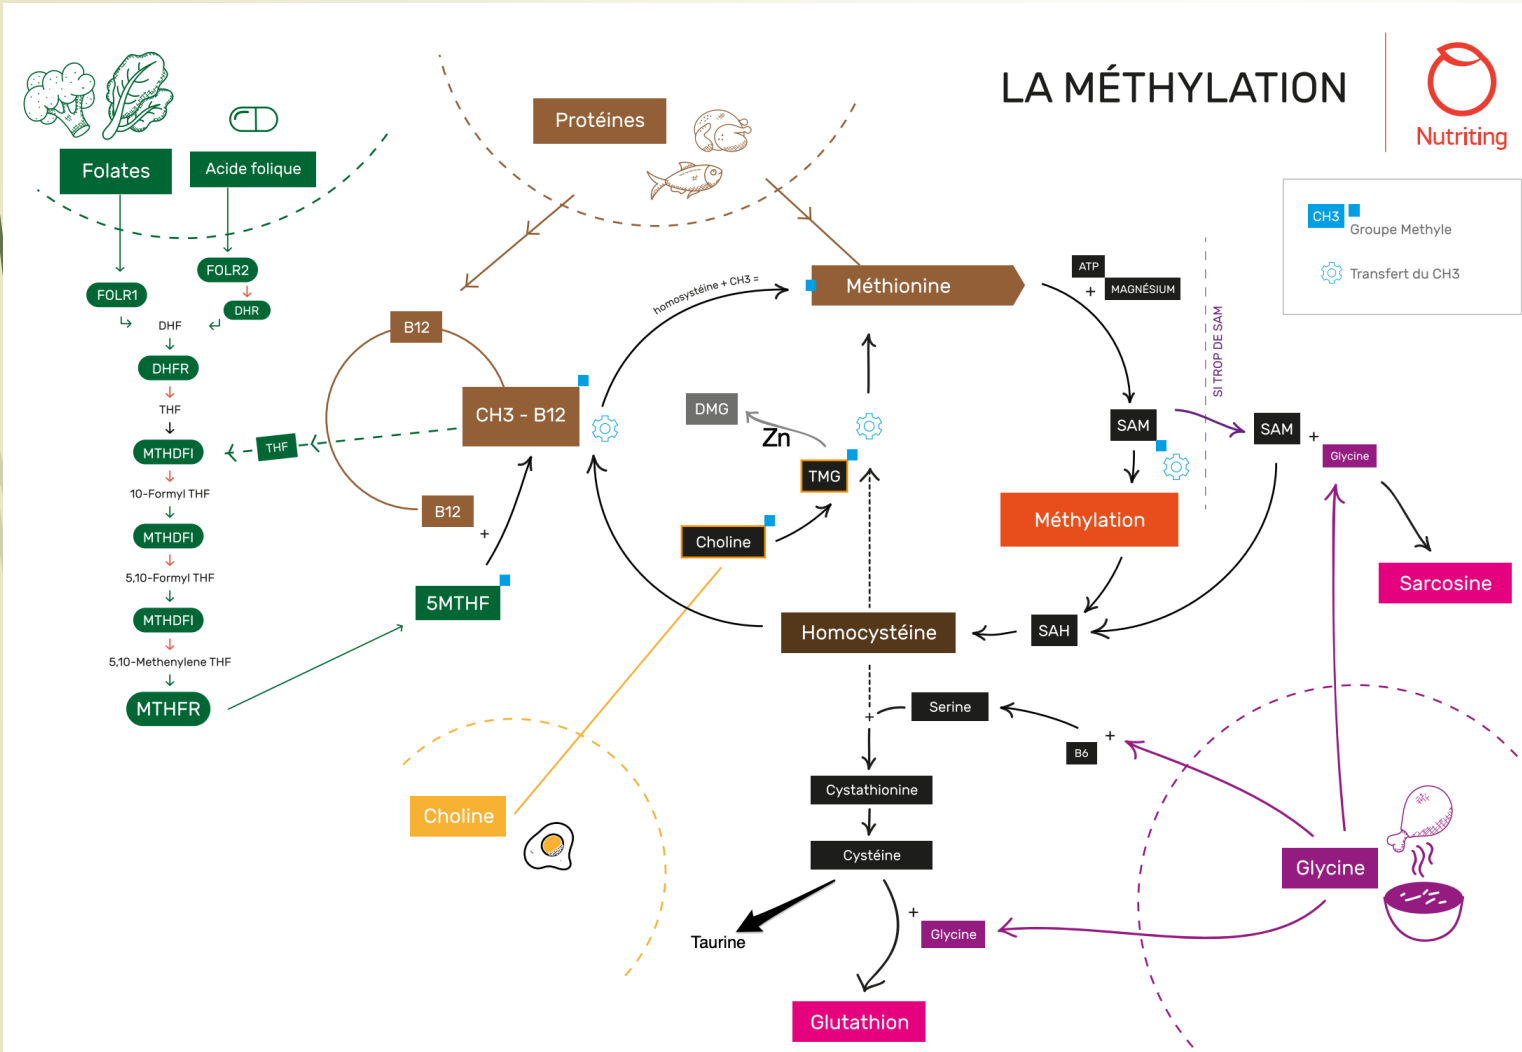 LA MÉTHYLATION
Nutriting
CH3
Groupe Methyle
Transfert du CH3
Folates
Acide folique
FOLR1
FOLR2
DHR
DHF
DHFR
THF
MTHDFI
10-Formyl THF
MTHDFI
5,10-Formyl THF
MTHDFI
5,10-Methenylene THF
MTHFR
THF
Protéines
B12
CH3 - B12
B12
+
5MTHF
homosystéine + CH3 =
Méthionine
ATP
+
MAGNÉSIUM
SI TROP DE SAM
SAM
SAM
+
Glycine
Sarcosine
Méthylation
SAH
Homocystéine
DMG
Zn
TMG
Choline
Choline
Serine
+
B6
+
Cystathionine
Cystéine
Taurine
+
Glycine
Glutathion
Glycine